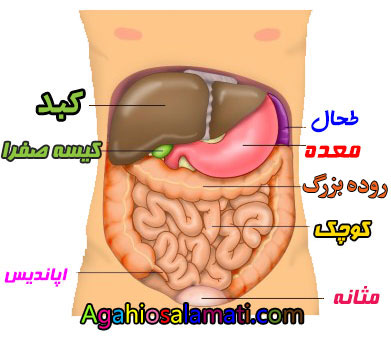 کبد
طحال
کیسه صفرا
معده
روده بزرگ
کوچک
اپاندیس
مثانه
Agahiosalamati.com